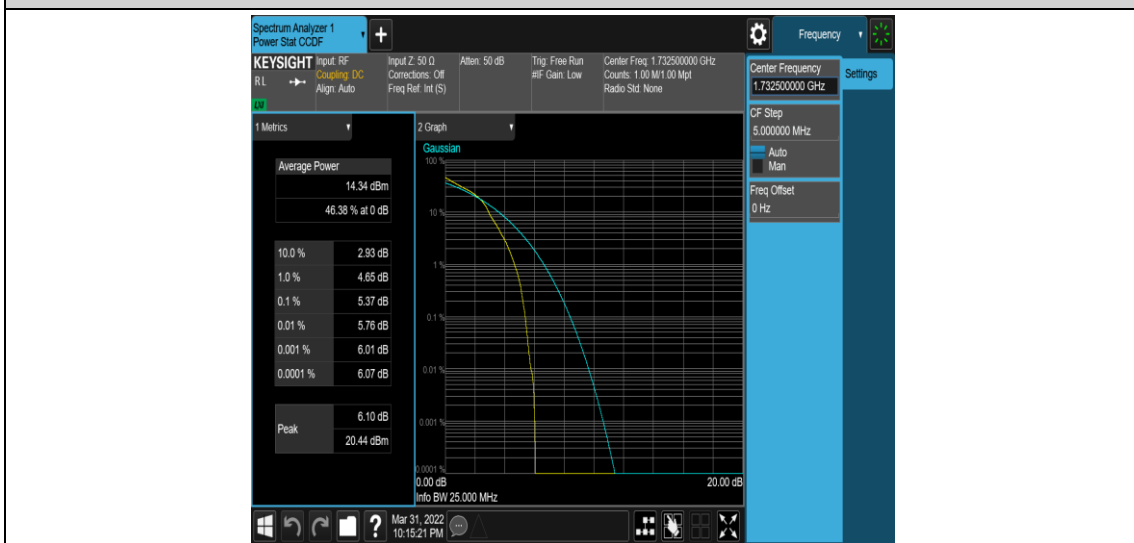 Spectrum Analyzer 1
Power Stat CCDF
+
Frequency
KEYSIGHT
RL
LXI
Input: RF
Coupling: DC
Align: Auto
Input Z: 50 Ω
Corrections: Off
Freq Ref: Int (S)
Atten: 50 dB
Trig: Free Run
#IF Gain: Low
Center Freq: 1.732500000 GHz
Counts: 1.00 M/1.00 Mpt
Radio Std: None
Center Frequency
1.732500000 GHz
Settings
CF Step
5.000000 MHz
Auto
Man
Freq Offset
0 Hz
1 Metrics
Average Power
14.34 dBm
46.38 % at 0 dB
10.0 % 2.93 dB
1.0 % 4.65 dB
0.1 % 5.37 dB
0.01 % 5.76 dB
0.001 % 6.01 dB
0.0001 % 6.07 dB
Peak 6.10 dB
20.44 dBm
2 Graph
Gaussian
100 %
10 %
1 %
0.1 %
0.01 %
0.001 %
0.0001 %
0.00 dB 20.00 dB
Info BW 25.000 MHz
?
Mar 31, 2022
10:15:21 PM